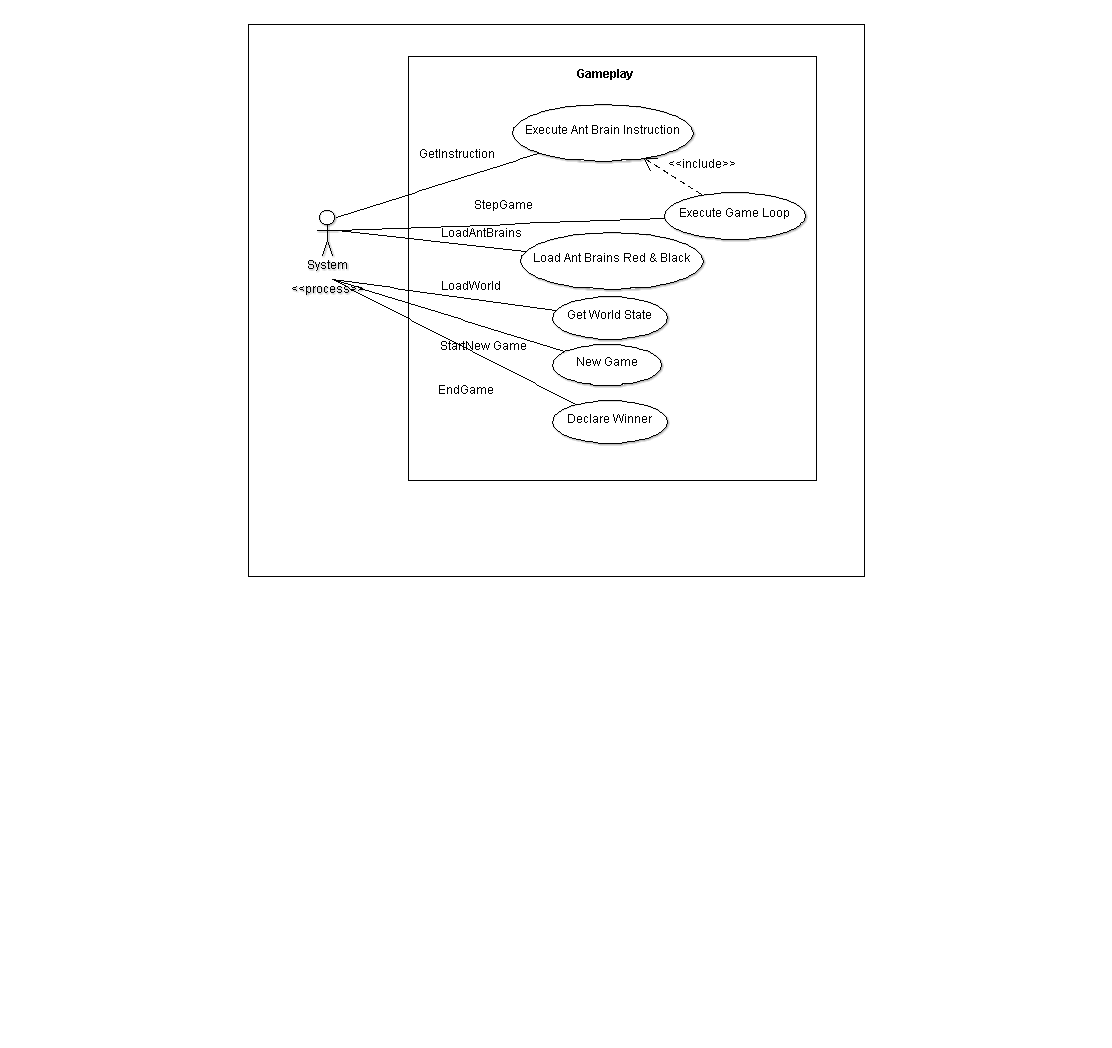 Gameplay
Execute Ant Brain Instruction
GetInstruction
<<include>>
StepGame
Execute Game Loop
LoadAntBrains
Load Ant Brains Red & Black
System
<<process>>
LoadWorld
Get World State
StartNew Game
New Game
EndGame
Declare Winner